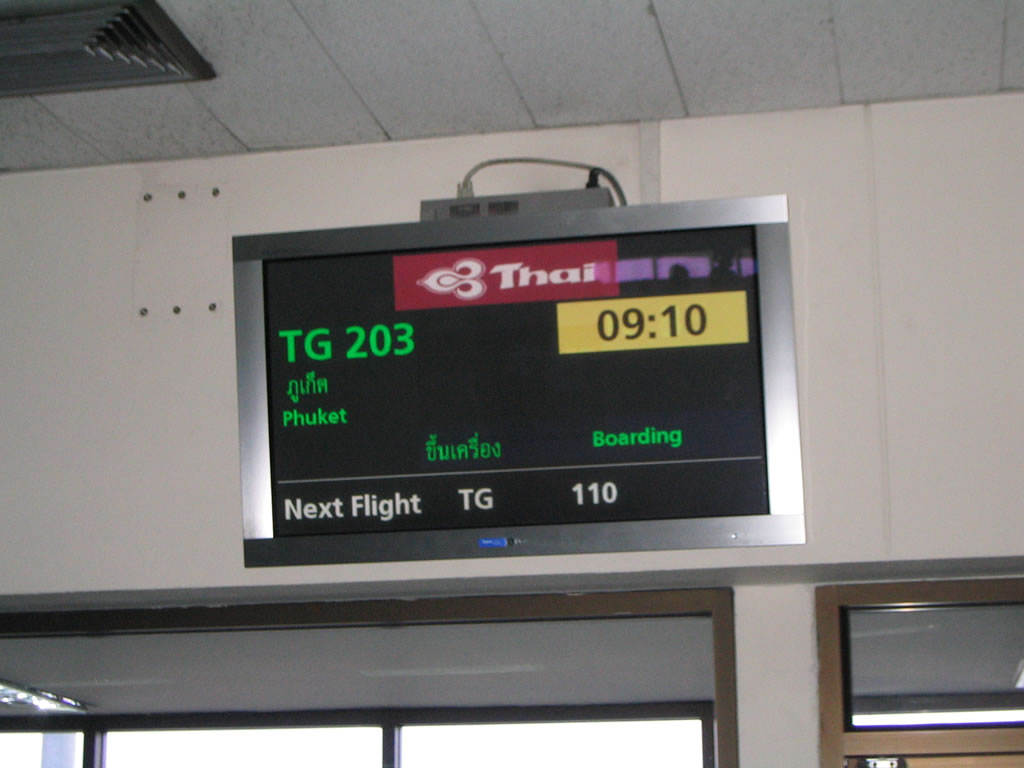 Thai
TG 203 09:10
ภูเก็ต
Phuket
ขึ้นเครื่อง Boarding
Next Flight TG 110